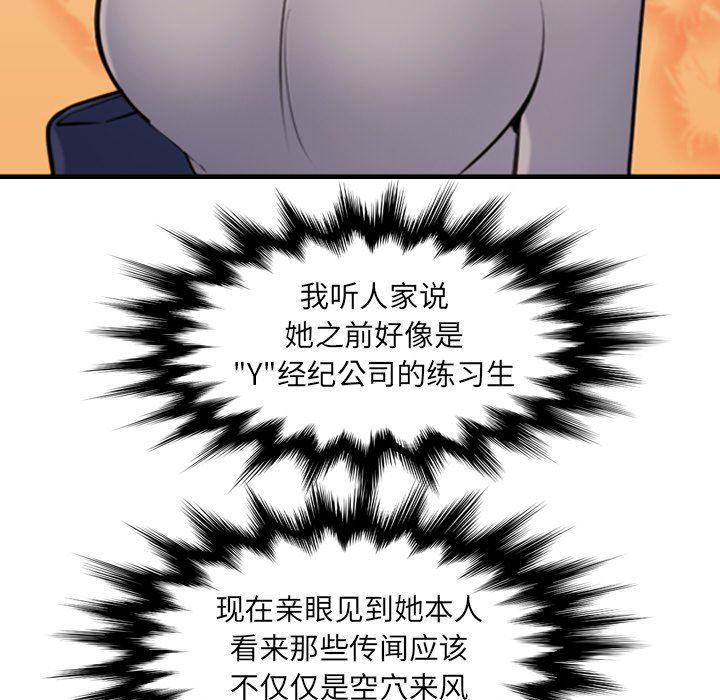 我听人家说
她之前好像是
"Y"经纪公司的练习生
现在亲眼见到她本人
看来那些传闻应该
不仅仅是空穴来风